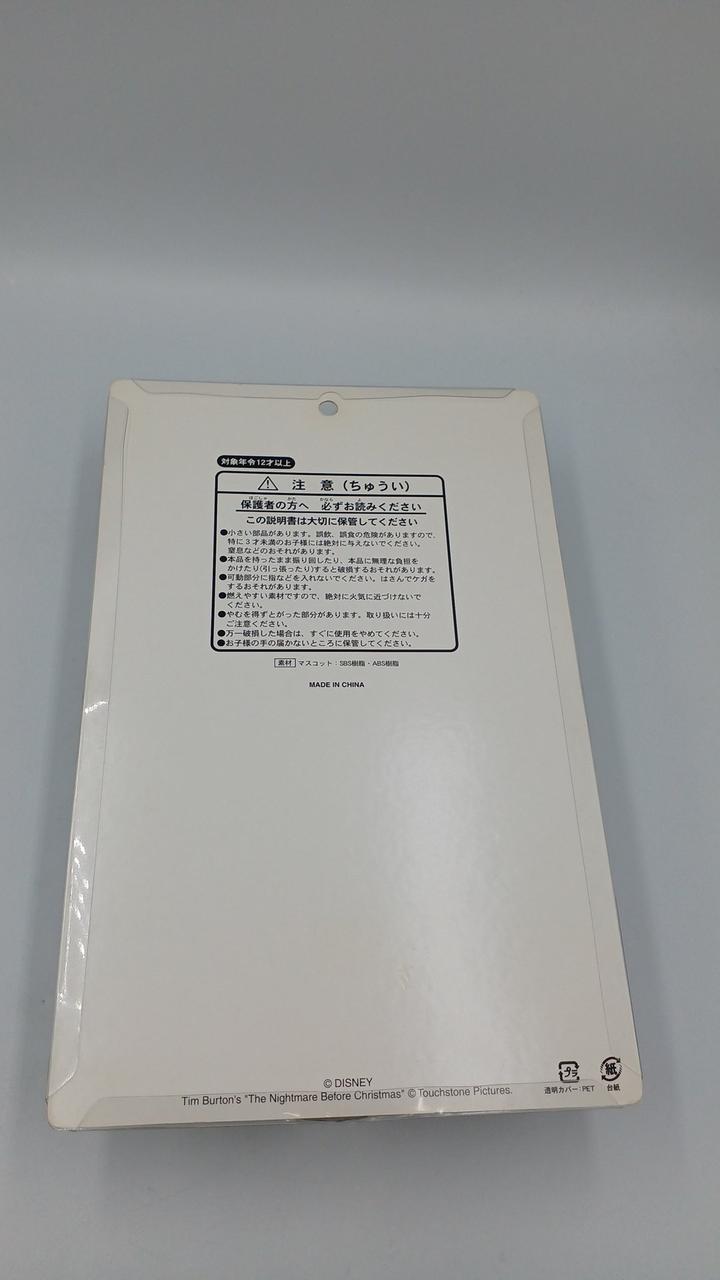 対象年令12才以上
⚠ 注 意 (ちゅうい)
保護者の方へ 必ずお読みください
この説明書は大切に保管してください
●小さい部品があります。誤飲、誤食の危険がありますので、
特に3才未満のお子様には絶対に与えないでください。
窒息などのおそれがあります。
●本品を持ったまま振り回したり、本品に無理な負担を
かけたり(引っ張ったり)すると破損するおそれがあります。
●可動部分に指などを入れないでください。はさんでケガを
するおそれがあります。
●燃えやすい素材ですので、絶対に火気に近づけないで
ください。
●やむを得ずとがった部分があります。取り扱いには十分
ご注意ください。
●万一破損した場合は、すぐに使用をやめてください。
●お子様の手の届かないところに保管してください。
素材 マスコット:SBS樹脂・ABS樹脂
MADE IN CHINA
© DISNEY
Tim Burton's "The Nightmare Before Christmas" © Touchstone Pictures.
プラ
透明カバー:PET
紙
台紙